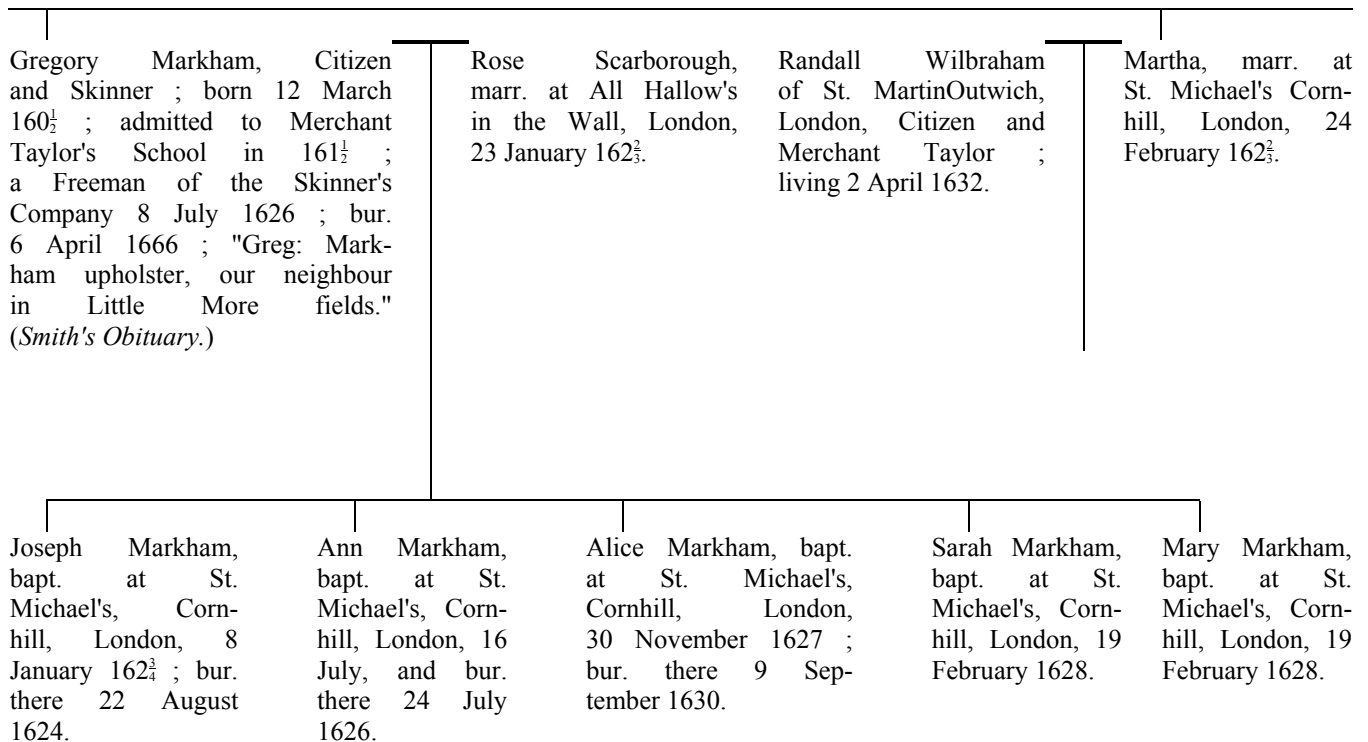 Gregory Markham, Citizen
and Skinner ; born 12 March
160½ ; admitted to Merchant
Taylor's School in 161½ ;
a Freeman of the Skinner's
Company 8 July 1626 ; bur.
6 April 1666 ; "Greg: Mark-
ham upholster, our neighbour
in Little More fields."
(Smith's Obituary.)
Rose Scarborough,
marr. at All Hallow's
in the Wall, London,
23 January 162⅔.
Randall Wilbraham
of St. MartinOutwich,
London, Citizen and
Merchant Taylor ;
living 2 April 1632.
Martha, marr. at
St. Michael's Corn-
hill, London, 24
February 162⅔.
Joseph Markham,
bapt. at St.
Michael's, Corn-
hill, London, 8
January 162¾ ; bur.
there 22 August
1624.
Ann Markham,
bapt. at St.
Michael's, Corn-
hill, London, 16
July, and bur.
there 24 July
1626.
Alice Markham, bapt.
at St. Michael's,
Cornhill, London,
30 November 1627 ;
bur. there 9 Sep-
tember 1630.
Sarah Markham,
bapt. at St.
Michael's, Corn-
hill, London, 19
February 1628.
Mary Markham,
bapt. at St.
Michael's, Corn-
hill, London, 19
February 1628.